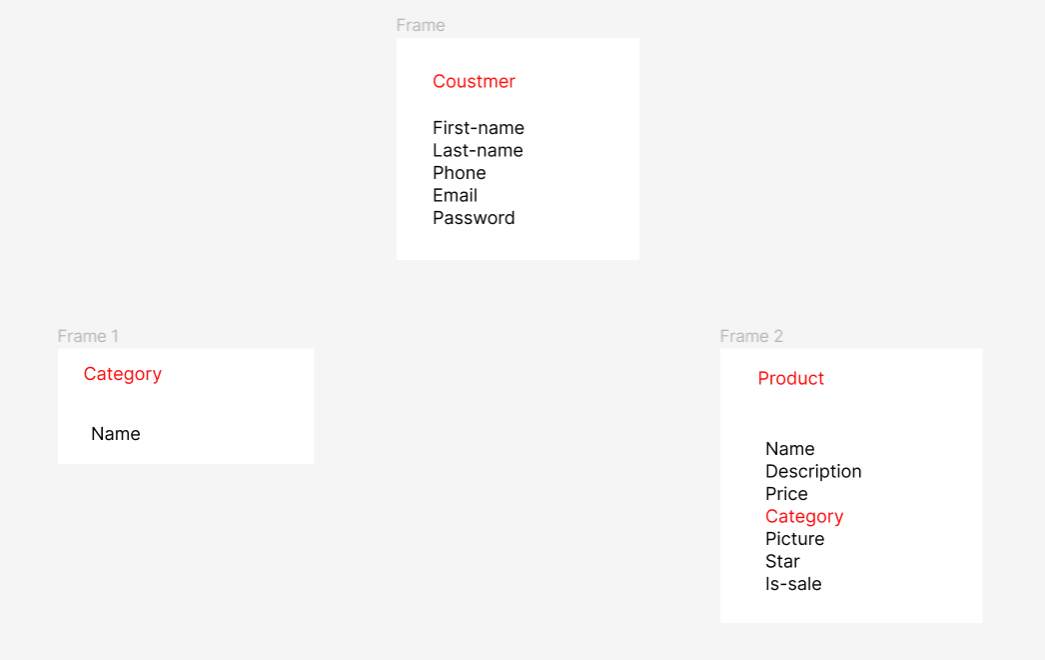 Frame
Coustmer
First-name
Last-name
Phone
Email
Password
Frame 1
Category
Name
Frame 2
Product
Name
Description
Price
Category
Picture
Star
Is-sale